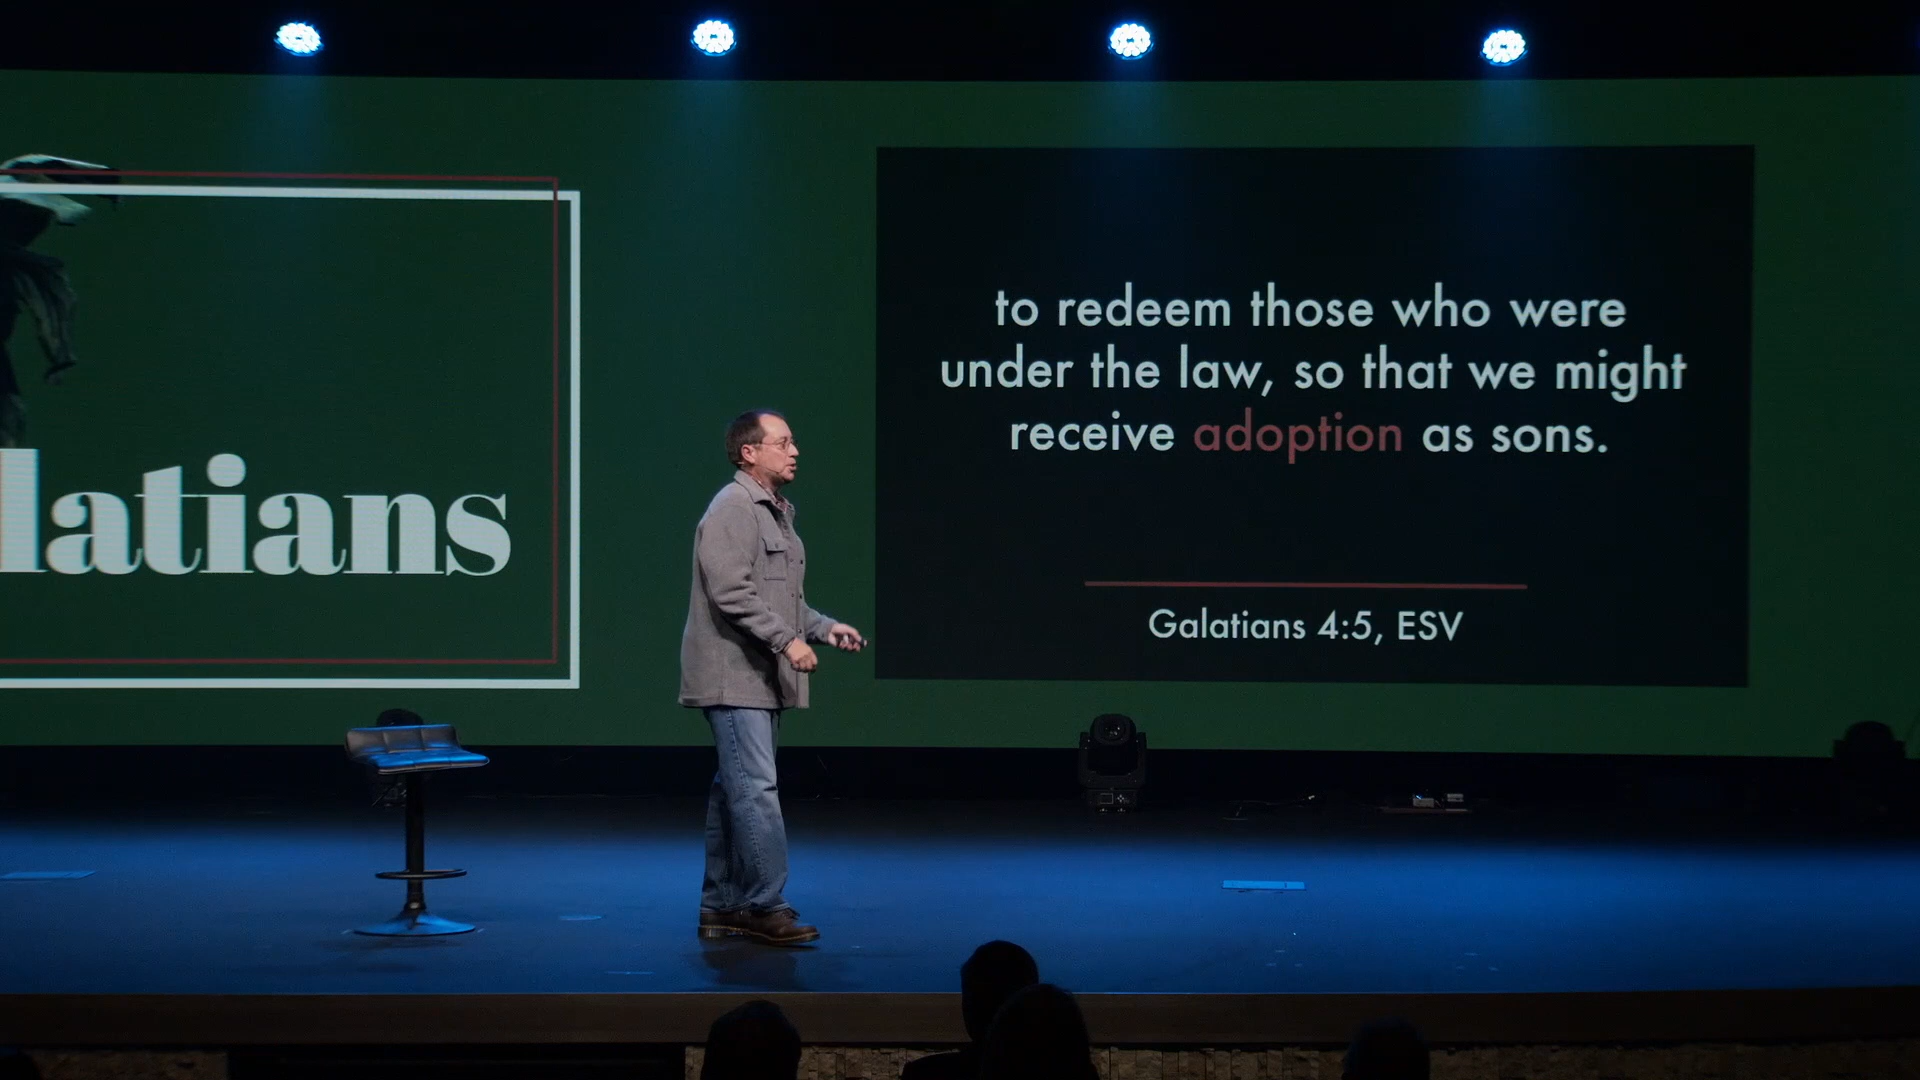 latians
to redeem those who were
under the law, so that we might
receive adoption as sons.
Galatians 4:5, ESV